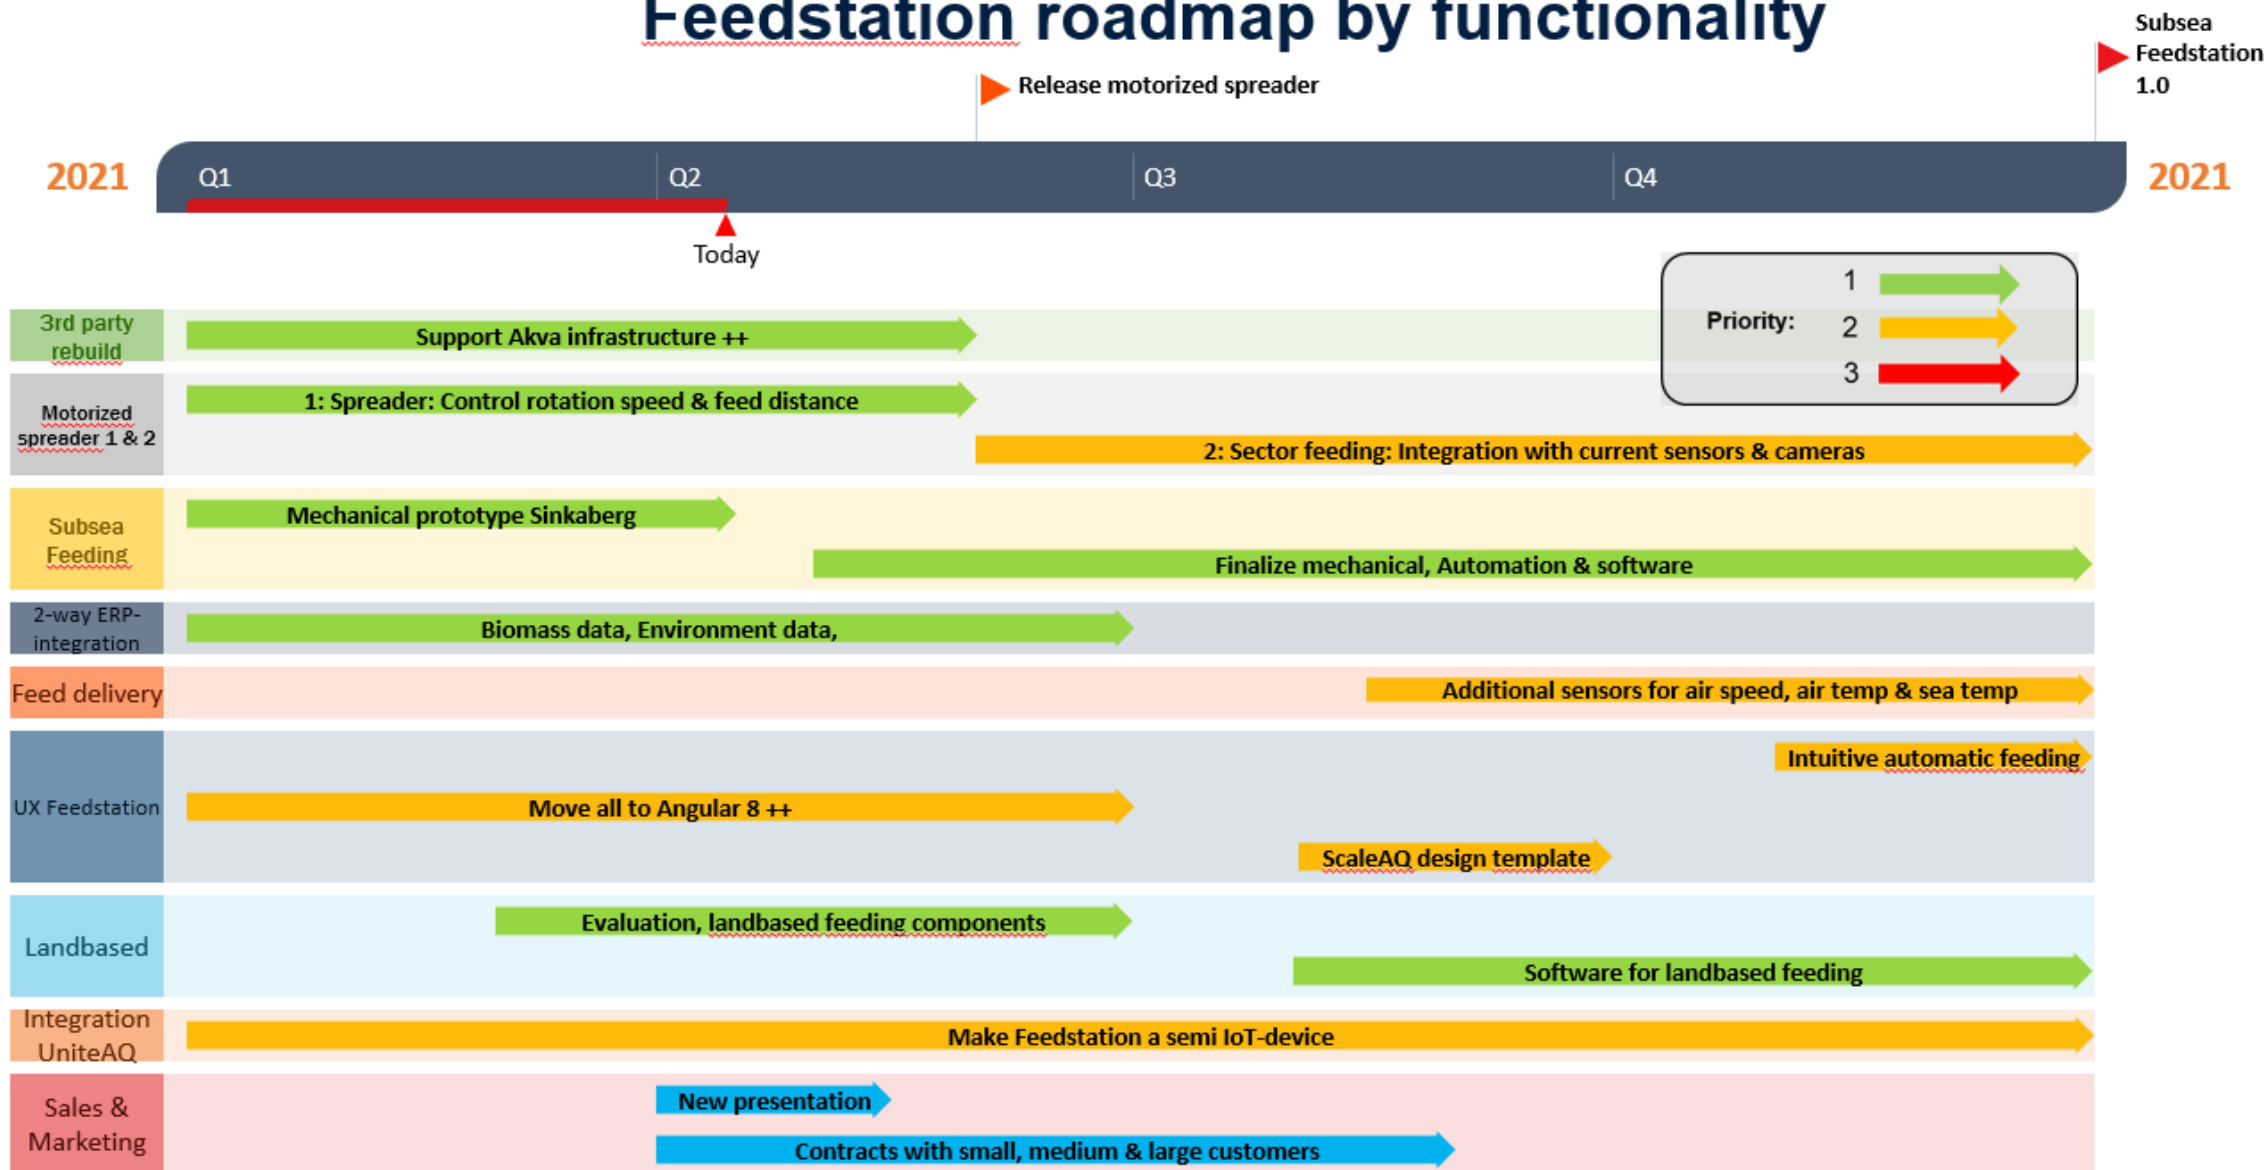 Feedstation roadmap by functionality
Subsea
Feedstation
1.0
Release motorized spreader
2021
Q1
Q2
Q3
Q4
2021
Today
Priority:
1
2
3
3rd party
rebuild
Support Akva infrastructure ++
Motorized
spreader 1 & 2
1: Spreader: Control rotation speed & feed distance
2: Sector feeding: Integration with current sensors & cameras
Subsea
Feeding
Mechanical prototype Sinkaberg
Finalize mechanical, Automation & software
2-way ERP-
integration
Biomass data, Environment data,
Feed delivery
Additional sensors for air speed, air temp & sea temp
UX Feedstation
Intuitive automatic feeding
Move all to Angular 8 ++
ScaleAQ design template
Landbased
Evaluation, landbased feeding components
Software for landbased feeding
Integration
UniteAQ
Make Feedstation a semi IoT-device
Sales &
Marketing
New presentation
Contracts with small, medium & large customers